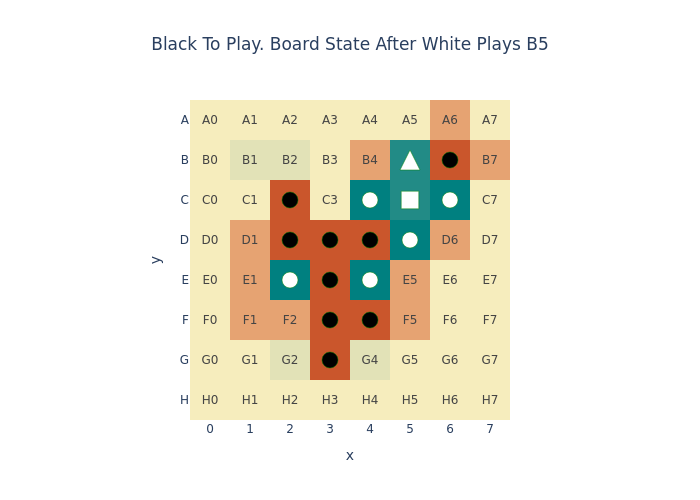 Black To Play. Board State After White Plays B5
A A0 A1 A2 A3 A4 A5 A6 A7
B B0 B1 B2 B3 B4 B7
C C0 C1 C3 C7
D D0 D1 D6 D7
y
E E0 E1 E5 E6 E7
F F0 F1 F2 F5 F6 F7
G G0 G1 G2 G4 G5 G6 G7
H H0 H1 H2 H3 H4 H5 H6 H7
0 1 2 3 4 5 6 7
x